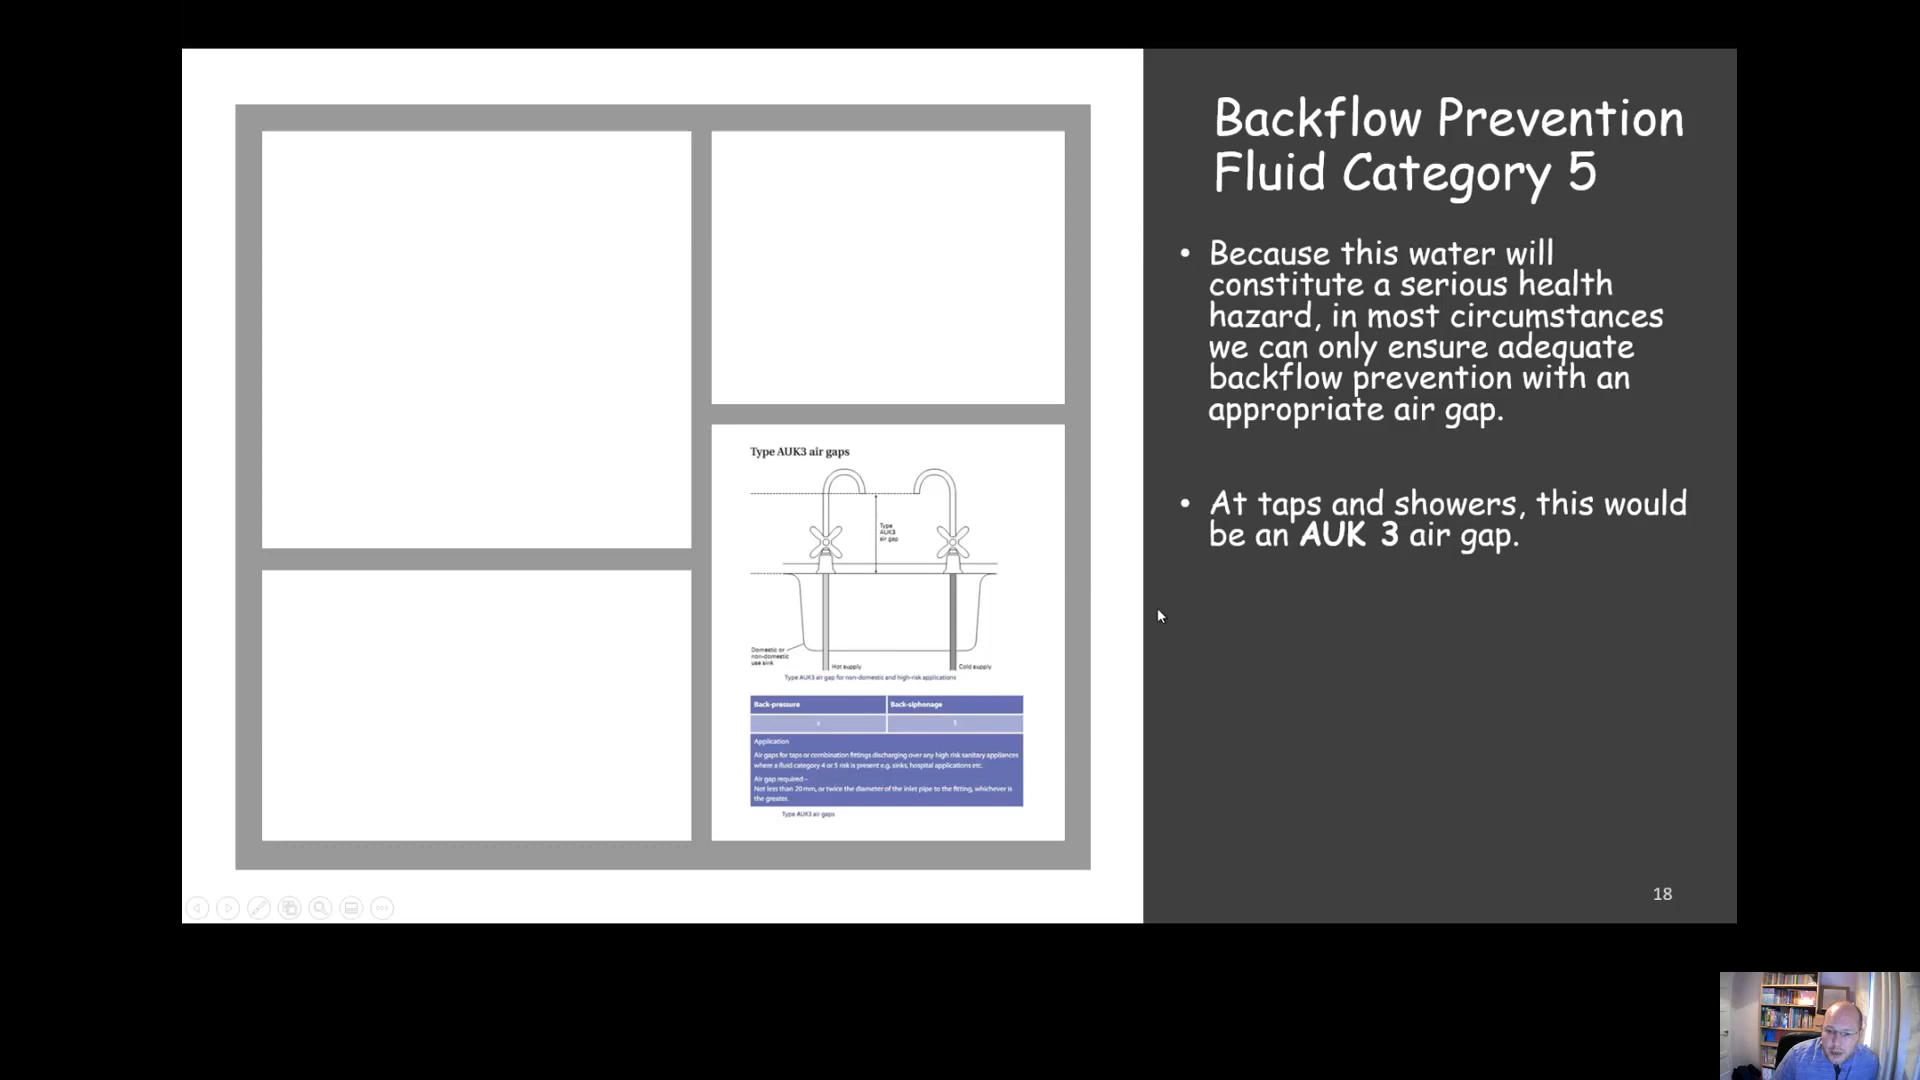 Backflow Prevention
Fluid Category 5
• Because this water will
constitute a serious health
hazard, in most circumstances
we can only ensure adequate
backflow prevention with an
appropriate air gap.
• At taps and showers, this would
be an AUK 3 air gap.
Type AUK3 air gaps
Type
AUK3
air gap
Domestic or
non-domestic
use sink
Hot supply
Cold supply
Type AUK3 air gap for non-domestic and high-risk applications
Back-pressure Back-siphonage
x 5
Application
Air gaps for taps or combination fittings discharging over any high risk sanitary appliances
where a fluid category 4 or 5 risk is present e.g. sinks, hospital applications etc.
Air gap required –
Not less than 20 mm, or twice the diameter of the inlet pipe to the fitting, whichever is
the greater.
Type AUK3 air gaps
18